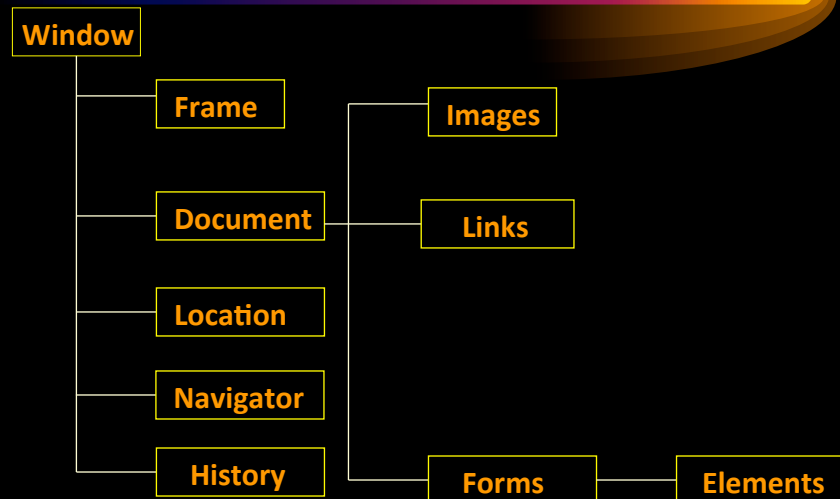 Window
Frame
Images
Document
Links
Location
Navigator
History
Forms
Elements